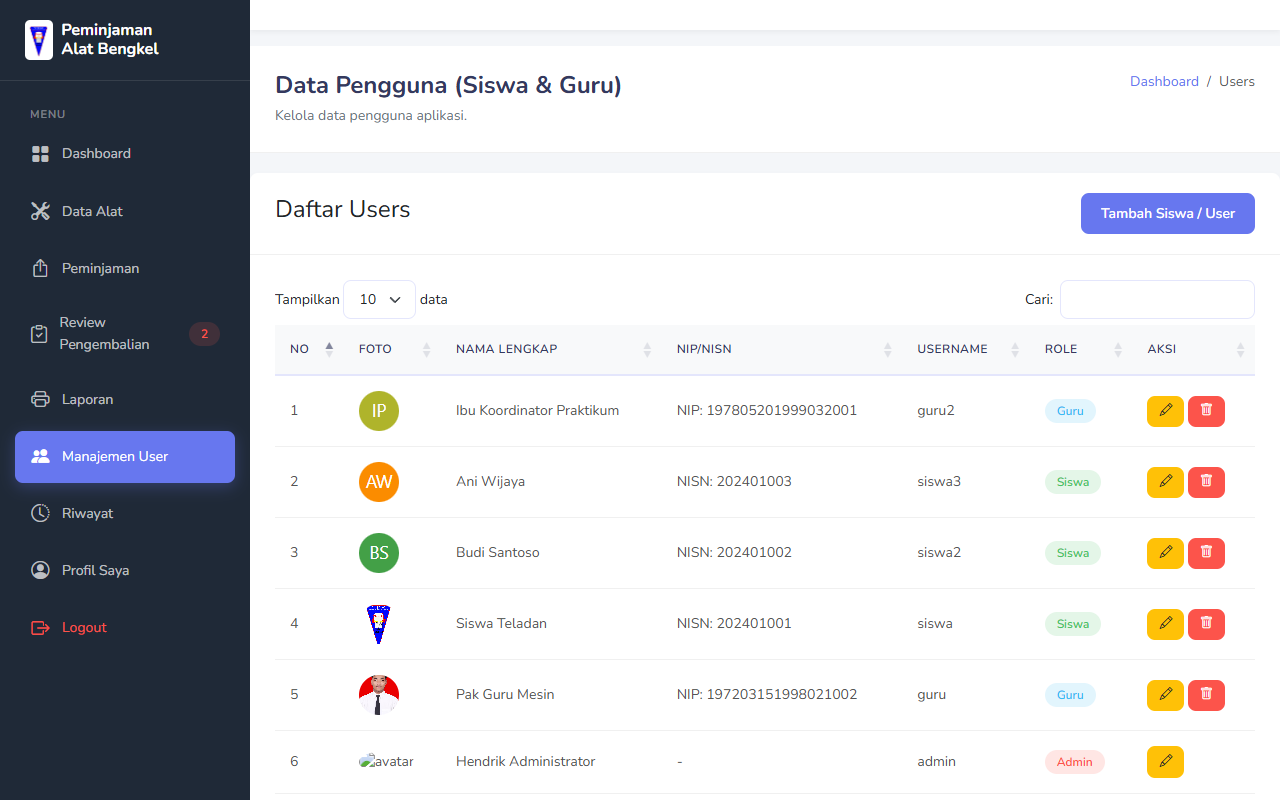 Peminjaman
Alat Bengkel
MENU
Dashboard
Data Alat
Peminjaman
Review
Pengembalian
2
Laporan
Manajemen User
Riwayat
Profil Saya
Logout
Data Pengguna (Siswa & Guru)
Kelola data pengguna aplikasi.
Dashboard / Users
Daftar Users
Tambah Siswa / User
Tampilkan 10 data
Cari:
NO FOTO NAMA LENGKAP NIP/NISN USERNAME ROLE AKSI
1 IP Ibu Koordinator Praktikum NIP: 197805201999032001 guru2 Guru
2 AW Ani Wijaya NISN: 202401003 siswa3 Siswa
3 BS Budi Santoso NISN: 202401002 siswa2 Siswa
4 Siswa Teladan NISN: 202401001 siswa Siswa
5 Pak Guru Mesin NIP: 197203151998021002 guru Guru
6 avatar Hendrik Administrator - admin Admin